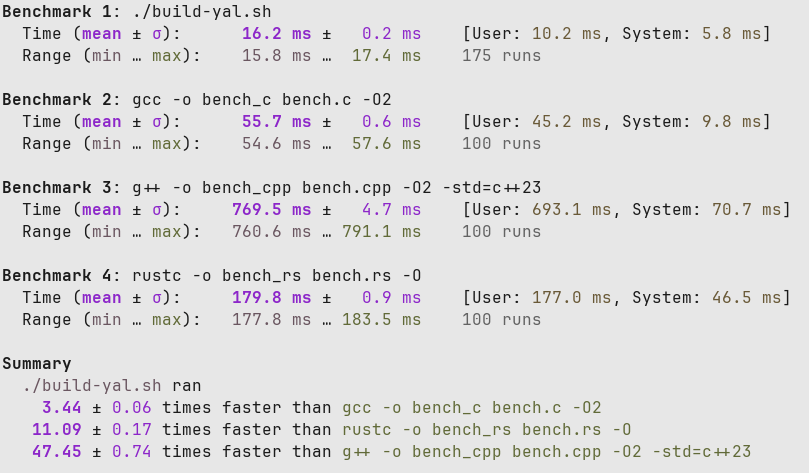 Benchmark 1: ./build-yal.sh
Time (mean ± σ): 16.2 ms ± 0.2 ms [User: 10.2 ms, System: 5.8 ms]
Range (min … max): 15.8 ms … 17.4 ms 175 runs
Benchmark 2: gcc -o bench_c bench.c -O2
Time (mean ± σ): 55.7 ms ± 0.6 ms [User: 45.2 ms, System: 9.8 ms]
Range (min … max): 54.6 ms … 57.6 ms 100 runs
Benchmark 3: g++ -o bench_cpp bench.cpp -O2 -std=c++23
Time (mean ± σ): 769.5 ms ± 4.7 ms [User: 693.1 ms, System: 70.7 ms]
Range (min … max): 760.6 ms … 791.1 ms 100 runs
Benchmark 4: rustc -o bench_rs bench.rs -O
Time (mean ± σ): 179.8 ms ± 0.9 ms [User: 177.0 ms, System: 46.5 ms]
Range (min … max): 177.8 ms … 183.5 ms 100 runs
Summary
./build-yal.sh ran
3.44 ± 0.06 times faster than gcc -o bench_c bench.c -O2
11.09 ± 0.17 times faster than rustc -o bench_rs bench.rs -O
47.45 ± 0.74 times faster than g++ -o bench_cpp bench.cpp -O2 -std=c++23